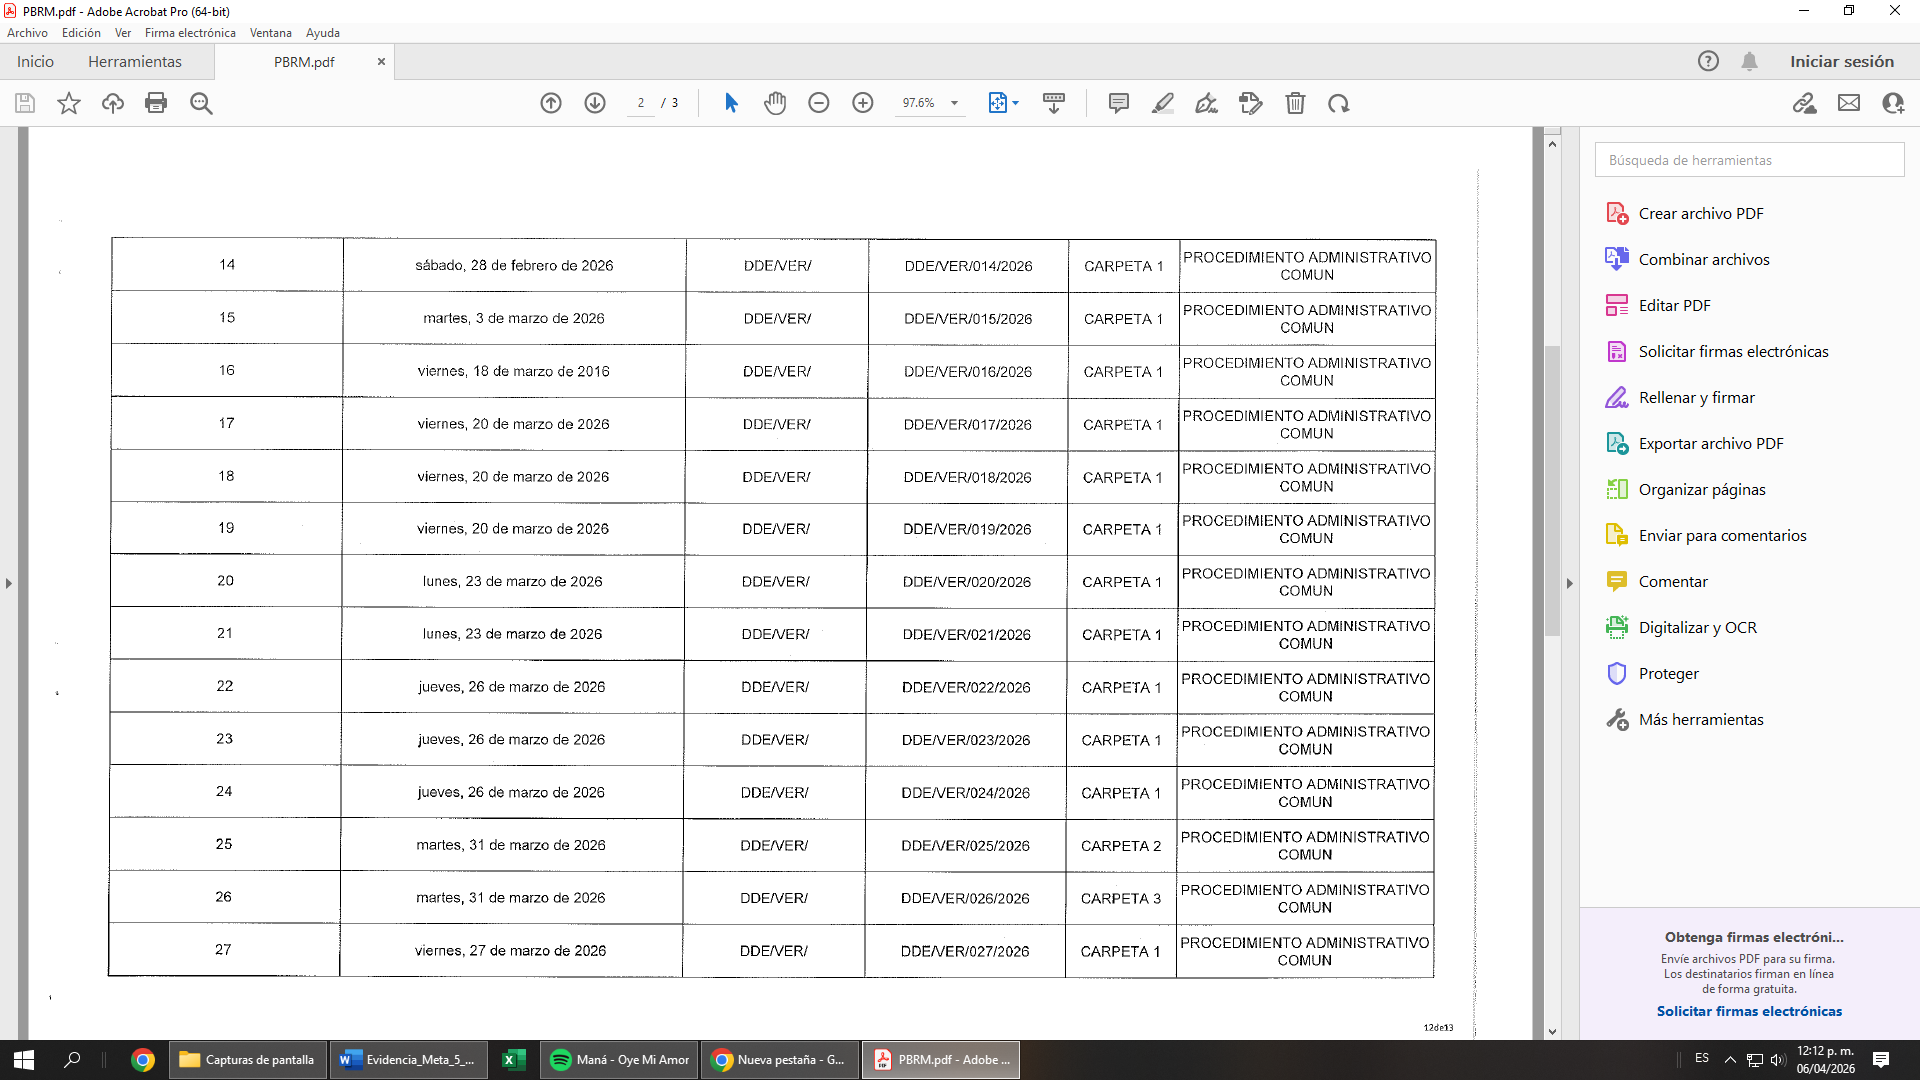 PBRM.pdf - Adobe Acrobat Pro (64-bit)
Archivo Edición Ver Firma electrónica Ventana Ayuda
Inicio Herramientas PBRM.pdf Iniciar sesión
2 / 3 97.6%
Búsqueda de herramientas
Crear archivo PDF
Combinar archivos
Editar PDF
Solicitar firmas electrónicas
Rellenar y firmar
Exportar archivo PDF
Organizar páginas
Enviar para comentarios
Comentar
Digitalizar y OCR
Proteger
Más herramientas
Obtenga firmas electróni...
Envíe archivos PDF para su firma.
Los destinatarios firman en línea
de forma gratuita.
Solicitar firmas electrónicas
14 sábado, 28 de febrero de 2026 DDE/VER/ DDE/VER/014/2026 CARPETA 1 PROCEDIMIENTO ADMINISTRATIVO
COMUN
15 martes, 3 de marzo de 2026 DDE/VER/ DDE/VER/015/2026 CARPETA 1 PROCEDIMIENTO ADMINISTRATIVO
COMUN
16 viernes, 18 de marzo de 2016 DDE/VER/ DDE/VER/016/2026 CARPETA 1 PROCEDIMIENTO ADMINISTRATIVO
COMUN
17 viernes, 20 de marzo de 2026 DDE/VER/ DDE/VER/017/2026 CARPETA 1 PROCEDIMIENTO ADMINISTRATIVO
COMUN
18 viernes, 20 de marzo de 2026 DDE/VER/ DDE/VER/018/2026 CARPETA 1 PROCEDIMIENTO ADMINISTRATIVO
COMUN
19 viernes, 20 de marzo de 2026 DDE/VER/ DDE/VER/019/2026 CARPETA 1 PROCEDIMIENTO ADMINISTRATIVO
COMUN
20 lunes, 23 de marzo de 2026 DDE/VER/ DDE/VER/020/2026 CARPETA 1 PROCEDIMIENTO ADMINISTRATIVO
COMUN
21 lunes, 23 de marzo de 2026 DDE/VER/ DDE/VER/021/2026 CARPETA 1 PROCEDIMIENTO ADMINISTRATIVO
COMUN
22 jueves, 26 de marzo de 2026 DDE/VER/ DDE/VER/022/2026 CARPETA 1 PROCEDIMIENTO ADMINISTRATIVO
COMUN
23 jueves, 26 de marzo de 2026 DDE/VER/ DDE/VER/023/2026 CARPETA 1 PROCEDIMIENTO ADMINISTRATIVO
COMUN
24 jueves, 26 de marzo de 2026 DDE/VER/ DDE/VER/024/2026 CARPETA 1 PROCEDIMIENTO ADMINISTRATIVO
COMUN
25 martes, 31 de marzo de 2026 DDE/VER/ DDE/VER/025/2026 CARPETA 2 PROCEDIMIENTO ADMINISTRATIVO
COMUN
26 martes, 31 de marzo de 2026 DDE/VER/ DDE/VER/026/2026 CARPETA 3 PROCEDIMIENTO ADMINISTRATIVO
COMUN
27 viernes, 27 de marzo de 2026 DDE/VER/ DDE/VER/027/2026 CARPETA 1 PROCEDIMIENTO ADMINISTRATIVO
COMUN
12de13
Capturas de pantalla Evidencia_Meta_5_... Maná - Oye Mi Amor Nueva pestaña - G... PBRM.pdf - Adobe ... ES 12:12 p. m.
06/04/2026